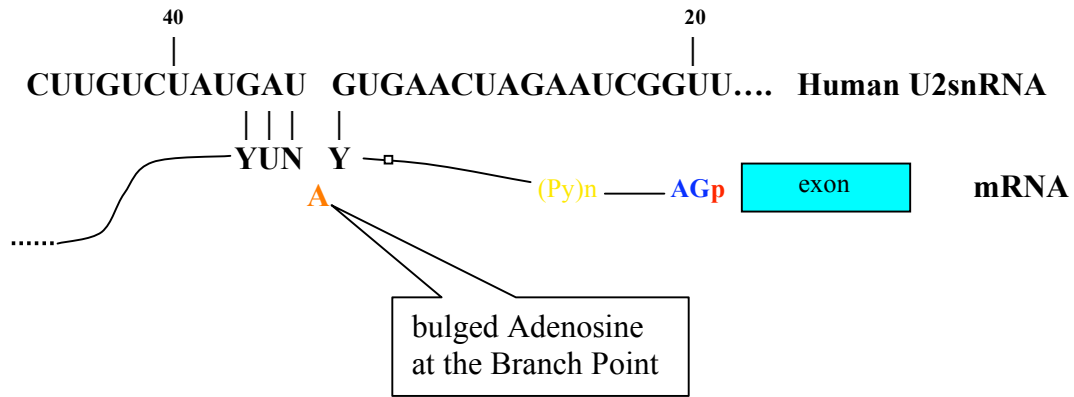 40 20
CUUGUCUAUGAU GUGAACUAGAAUCGGUU.... Human U2snRNA
YUN Y (Py)n AGp exon mRNA
A
bulged Adenosine
at the Branch Point